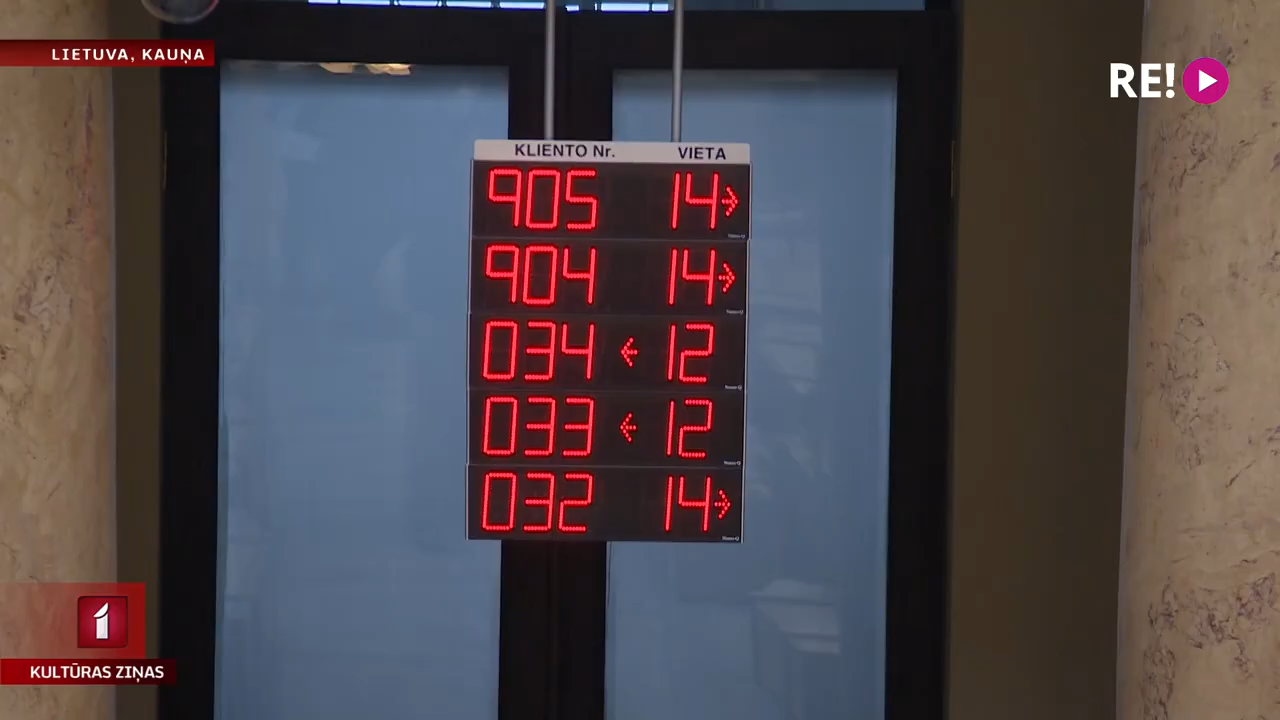 LIETUVA, KAUŅA
RE!
KLIENTO Nr. VIETA
905 14 →
904 14 →
034 ← 12
033 ← 12
032 14 →
1
KULTŪRAS ZIŅAS